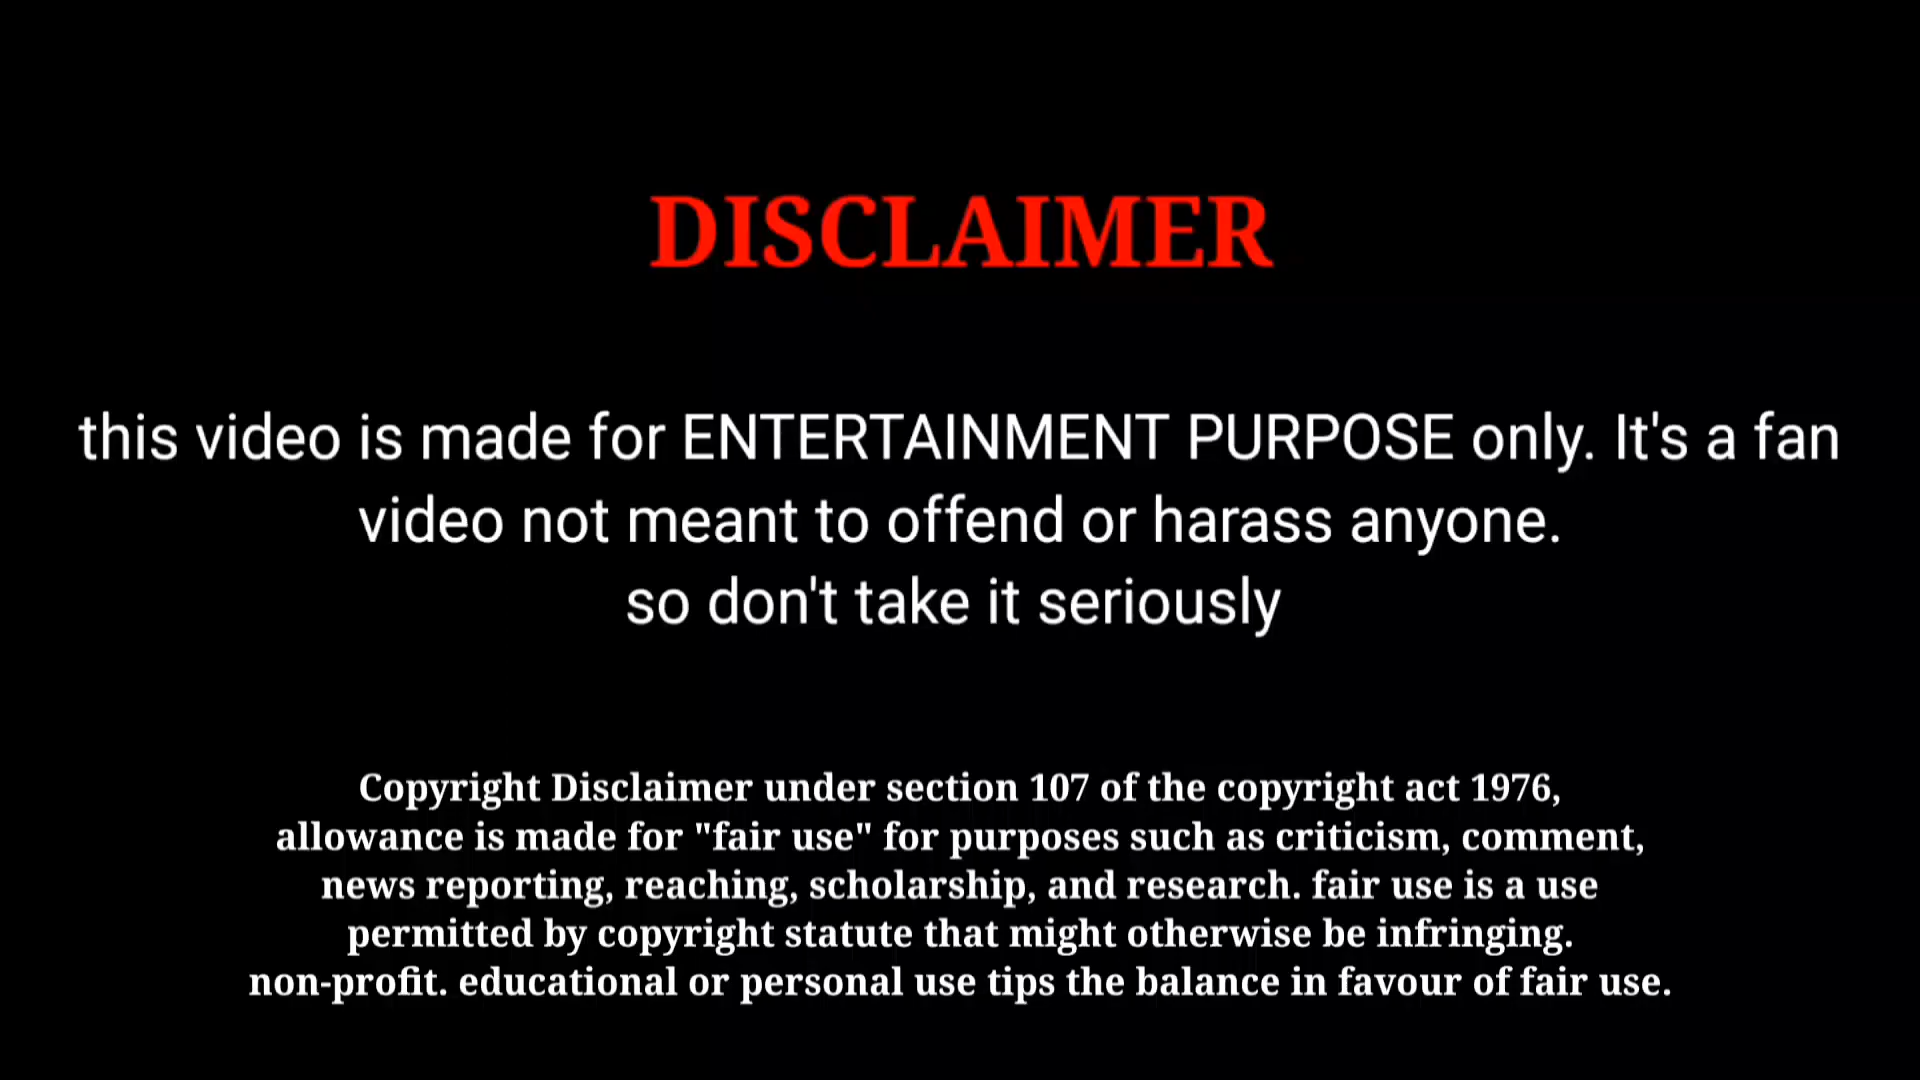 DISCLAIMER
this video is made for ENTERTAINMENT PURPOSE only. It's a fan
video not meant to offend or harass anyone.
so don't take it seriously
Copyright Disclaimer under section 107 of the copyright act 1976,
allowance is made for "fair use" for purposes such as criticism, comment,
news reporting, reaching, scholarship, and research. fair use is a use
permitted by copyright statute that might otherwise be infringing.
non-profit. educational or personal use tips the balance in favour of fair use.